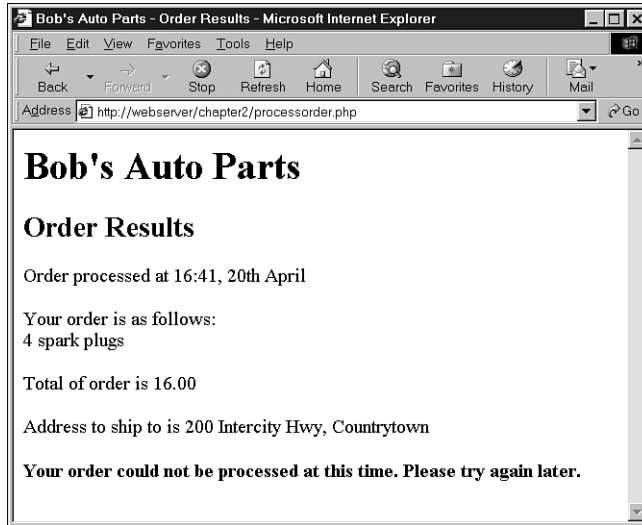 Bob's Auto Parts - Order Results - Microsoft Internet Explorer
File Edit View Favorites Tools Help
Back Forward Stop Refresh Home Search Favorites History Mail
Address http://webserver/chapter2/processorder.php Go
Bob's Auto Parts
Order Results
Order processed at 16:41, 20th April
Your order is as follows:
4 spark plugs
Total of order is 16.00
Address to ship to is 200 Intercity Hwy, Countrytown
Your order could not be processed at this time. Please try again later.